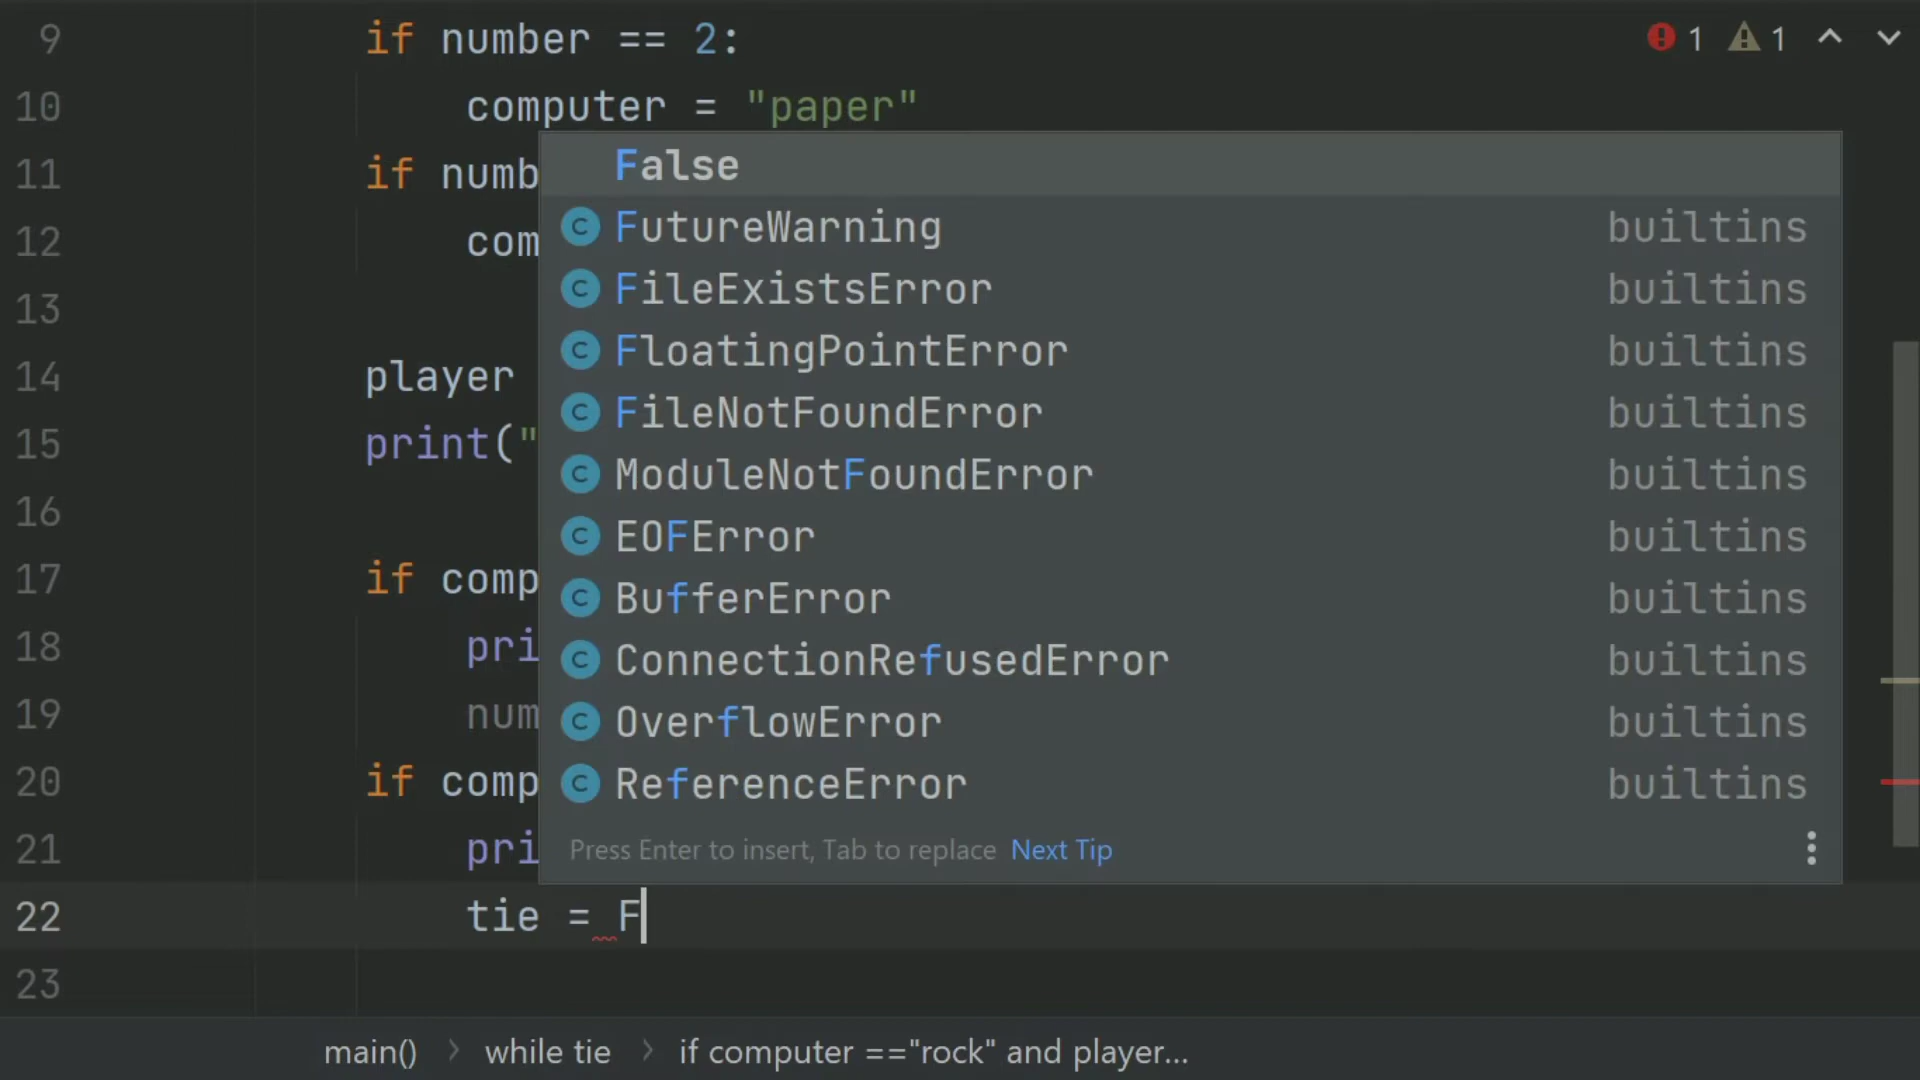 9 if number == 2:
1 1
10 computer = "paper"
False
11 if numb
FutureWarning builtins
12 com
FileExistsError builtins
13
FloatingPointError builtins
14 player
FileNotFoundError builtins
15 print("
ModuleNotFoundError builtins
16
EOFError builtins
17 if comp
BufferError builtins
18 pri
ConnectionRefusedError builtins
19 num
OverflowError builtins
20 if comp
ReferenceError builtins
21 pri
Press Enter to insert, Tab to replace Next Tip
22 tie = F
23
main() > while tie > if computer =="rock" and player...